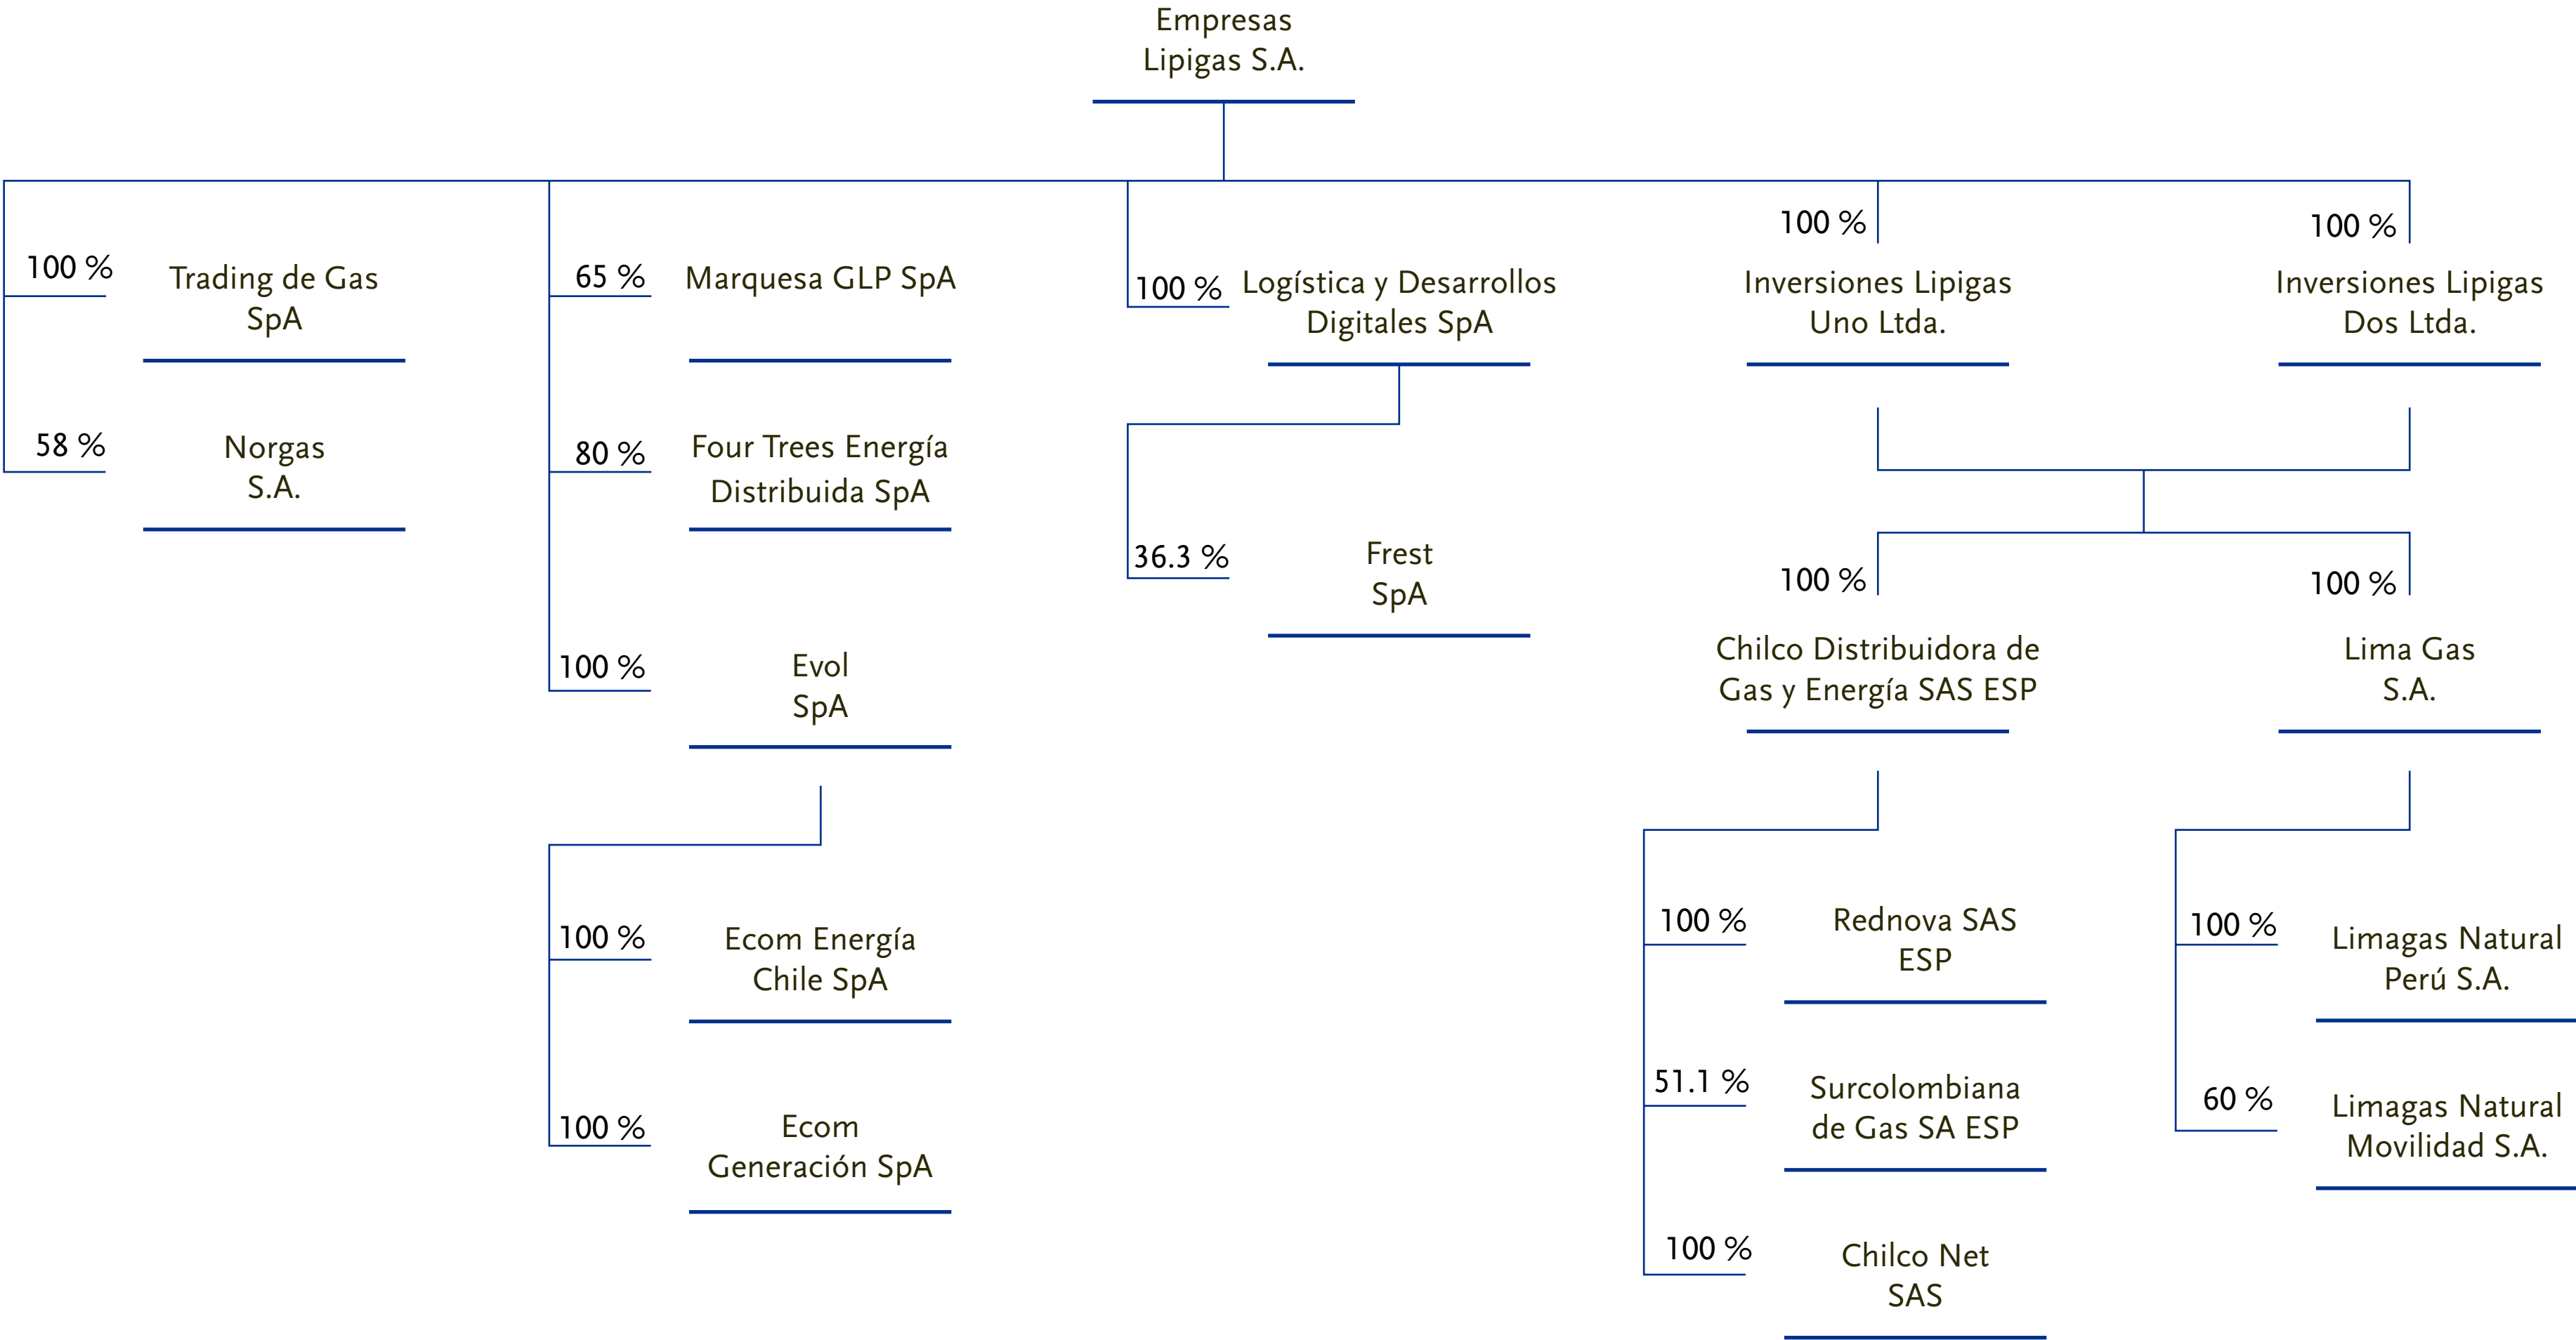 Empresas
Lipigas S.A.
100 %
Trading de Gas
SpA
58 %
Norgas
S.A.
65 %
Marquesa GLP SpA
80 %
Four Trees Energía
Distribuida SpA
100 %
Evol
SpA
100 %
Ecom Energía
Chile SpA
100 %
Ecom
Generación SpA
100 %
Logística y Desarrollos
Digitales SpA
36.3 %
Frest
SpA
100 %
Inversiones Lipigas
Uno Ltda.
100 %
Inversiones Lipigas
Dos Ltda.
100 %
Chilco Distribuidora de
Gas y Energía SAS ESP
100 %
Rednova SAS
ESP
51.1 %
Surcolombiana
de Gas SA ESP
100 %
Chilco Net
SAS
100 %
Lima Gas
S.A.
100 %
Limagas Natural
Perú S.A.
60 %
Limagas Natural
Movilidad S.A.